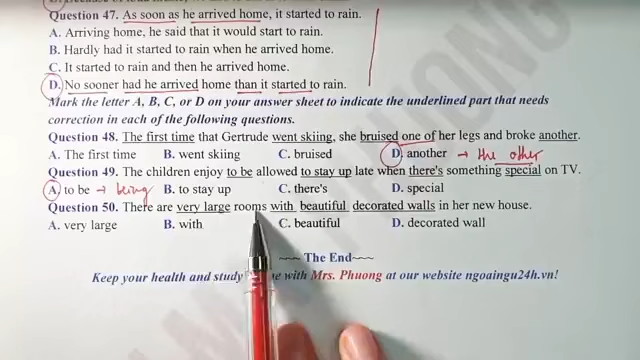 Question 47. As soon as he arrived home, it started to rain.
A. Arriving home, he said that it would start to rain.
B. Hardly had it started to rain when he arrived home.
C. It started to rain and then he arrived home.
D. No sooner had he arrived home than it started to rain.
Mark the letter A, B, C, or D on your answer sheet to indicate the underlined part that needs
correction in each of the following questions.
Question 48. The first time that Gertrude went skiing, she bruised one of her legs and broke another.
A. The first time B. went skiing C. bruised D. another → the other
Question 49. The children enjoy to be allowed to stay up late when there's something special on TV.
A. to be → being B. to stay up C. there's D. special
Question 50. There are very large rooms with beautiful decorated walls in her new house.
A. very large B. with C. beautiful D. decorated wall
~~~ The End~~~
Keep your health and study with Mrs. Phuong at our website ngoaingu24h.vn!